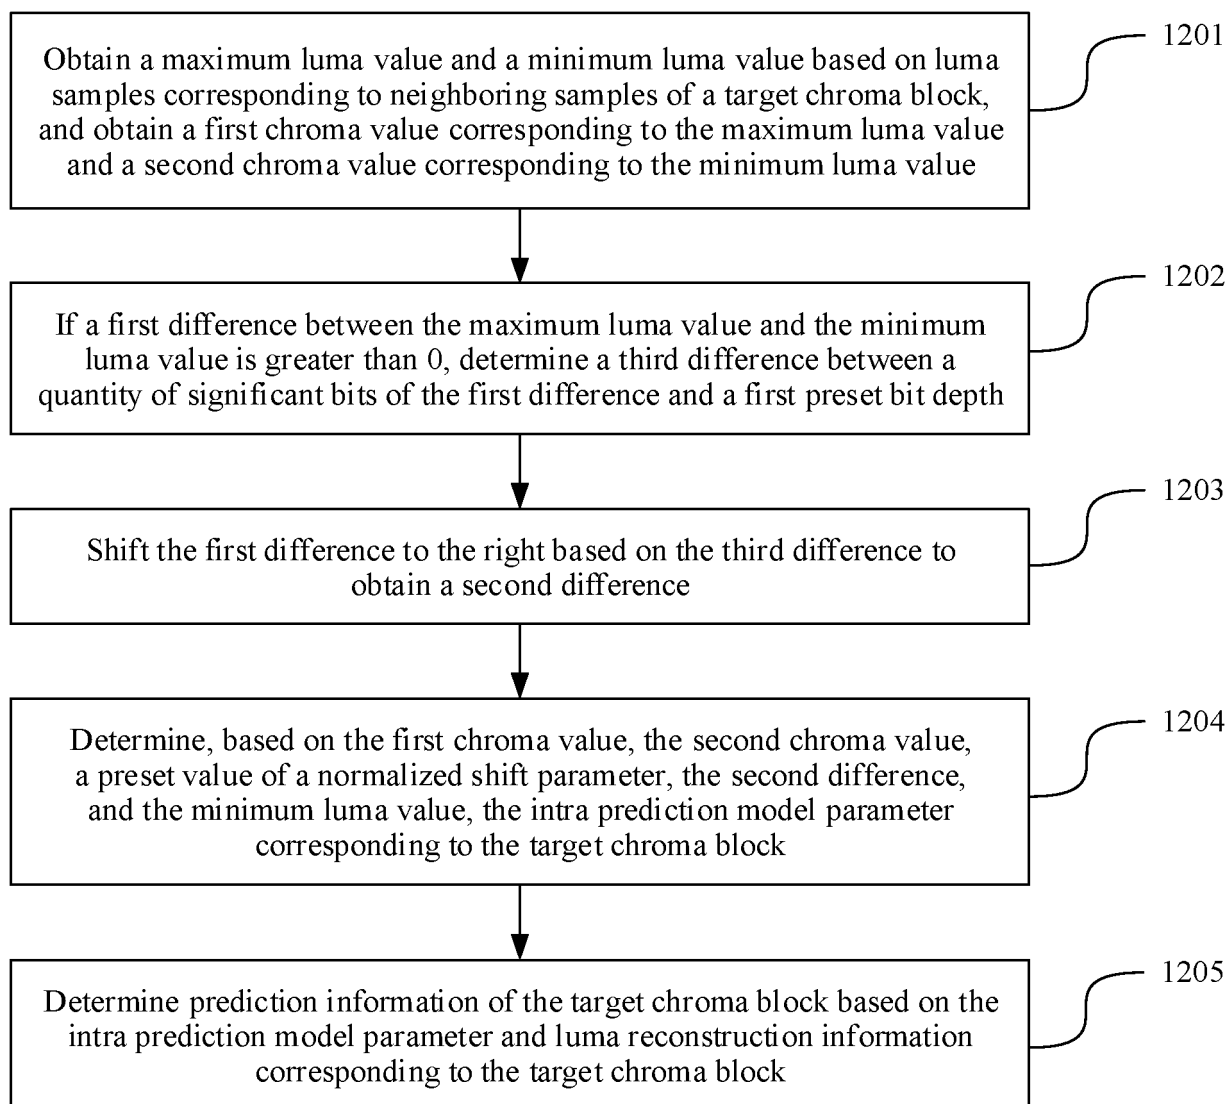 Obtain a maximum luma value and a minimum luma value based on luma
samples corresponding to neighboring samples of a target chroma block,
and obtain a first chroma value corresponding to the maximum luma value
and a second chroma value corresponding to the minimum luma value
1201
If a first difference between the maximum luma value and the minimum
luma value is greater than 0, determine a third difference between a
quantity of significant bits of the first difference and a first preset bit depth
1202
Shift the first difference to the right based on the third difference to
obtain a second difference
1203
Determine, based on the first chroma value, the second chroma value,
a preset value of a normalized shift parameter, the second difference,
and the minimum luma value, the intra prediction model parameter
corresponding to the target chroma block
1204
Determine prediction information of the target chroma block based on the
intra prediction model parameter and luma reconstruction information
corresponding to the target chroma block
1205